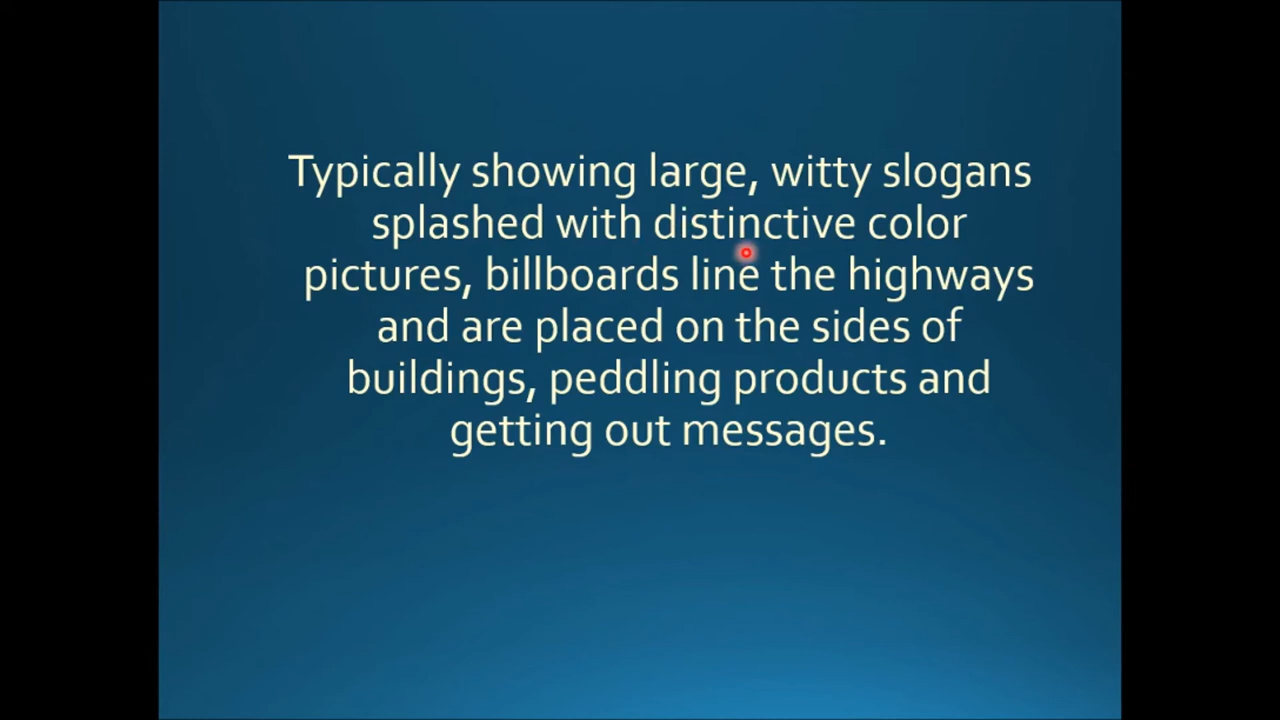 Typically showing large, witty slogans
splashed with distinctive color
pictures, billboards line the highways
and are placed on the sides of
buildings, peddling products and
getting out messages.